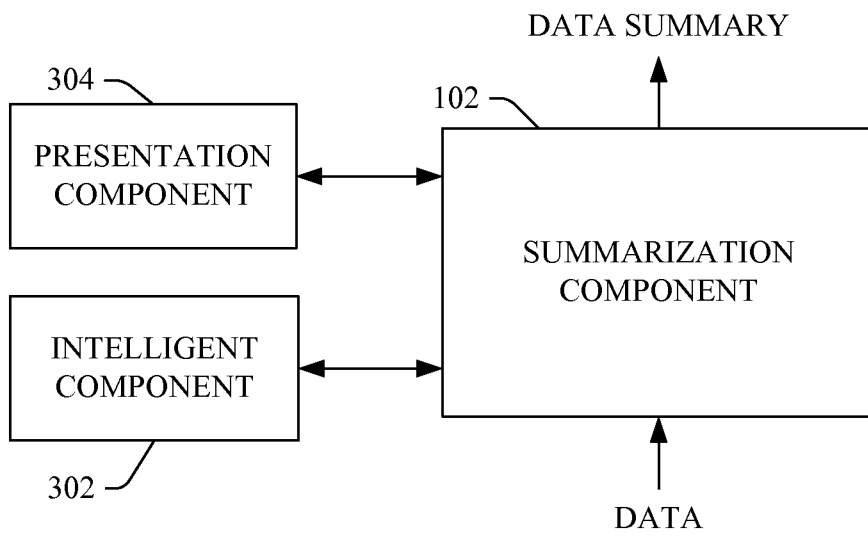 DATA SUMMARY
304
102
PRESENTATION
COMPONENT
SUMMARIZATION
COMPONENT
INTELLIGENT
COMPONENT
302
DATA